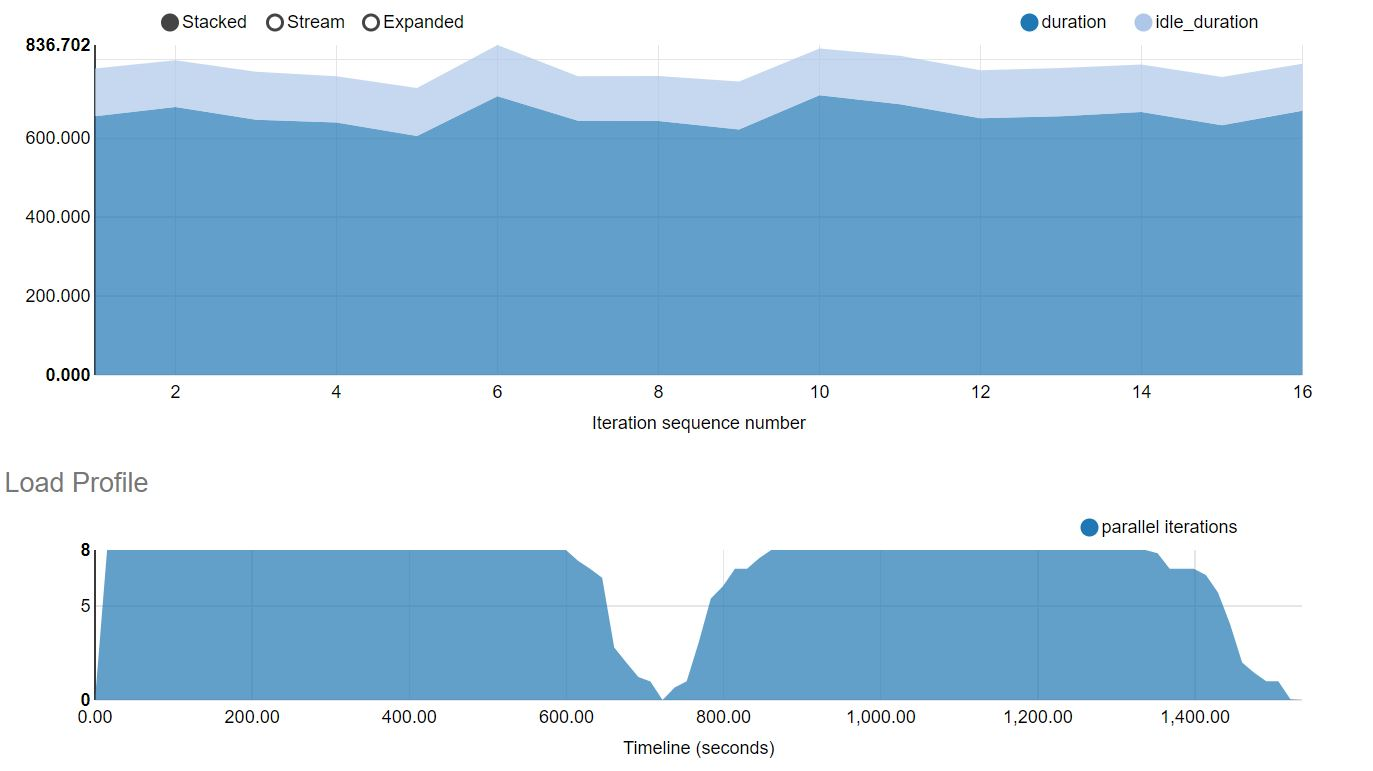 Stacked Stream Expanded duration idle_duration
836.702
600.000
400.000
200.000
0.000
2 4 6 8 10 12 14 16
Iteration sequence number
Load Profile
parallel iterations
8
5
0
0.00 200.00 400.00 600.00 800.00 1,000.00 1,200.00 1,400.00
Timeline (seconds)